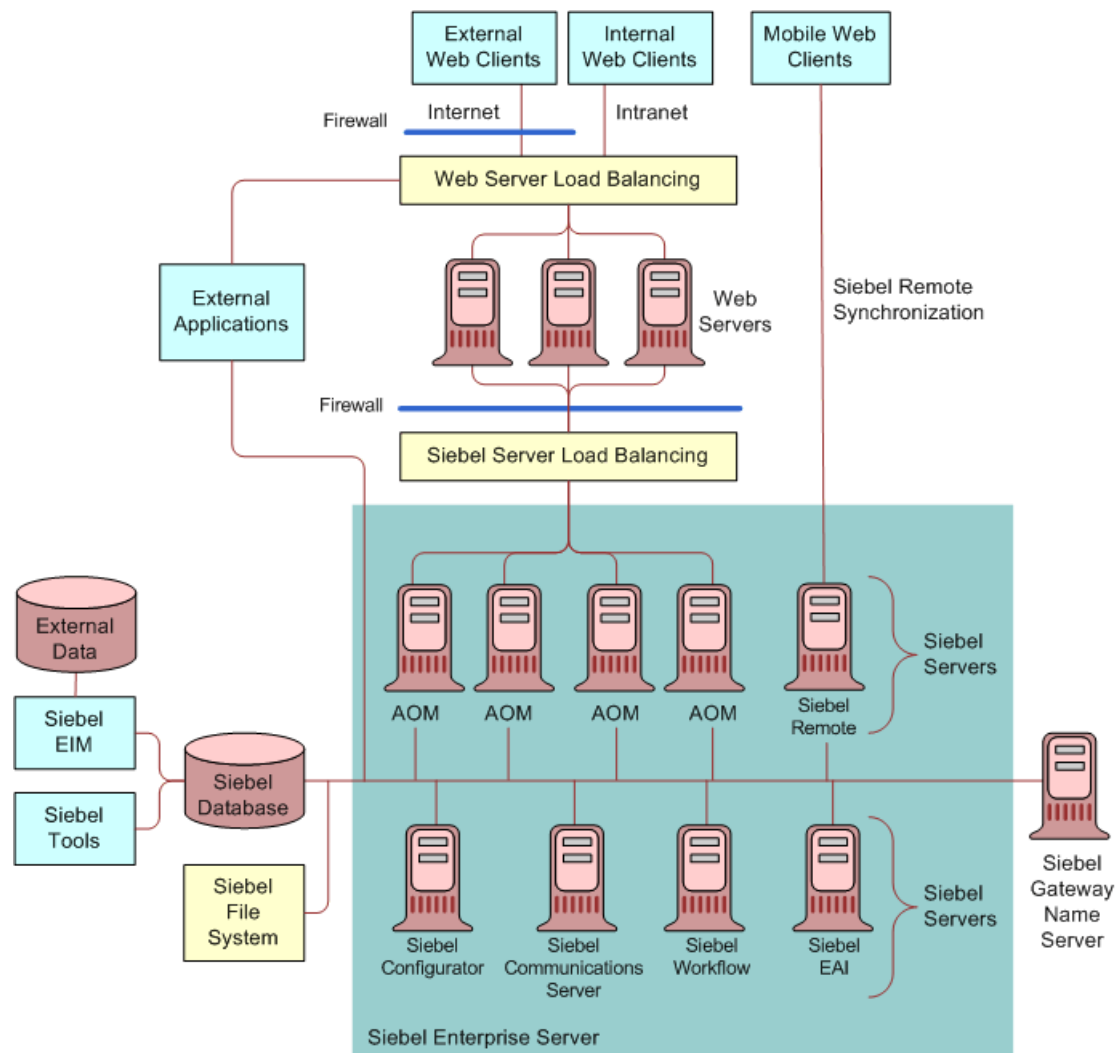 External
Web Clients
Internal
Web Clients
Mobile Web
Clients
Firewall
Internet
Intranet
Web Server Load Balancing
External
Applications
Web
Servers
Siebel Remote
Synchronization
Firewall
Siebel Server Load Balancing
External
Data
Siebel
EIM
Siebel
Tools
Siebel
Database
Siebel
File
System
AOM
AOM
AOM
AOM
Siebel
Remote
Siebel
Servers
Siebel
Configurator
Siebel
Communications
Server
Siebel
Workflow
Siebel
EAI
Siebel
Servers
Siebel
Gateway
Name
Server
Siebel Enterprise Server